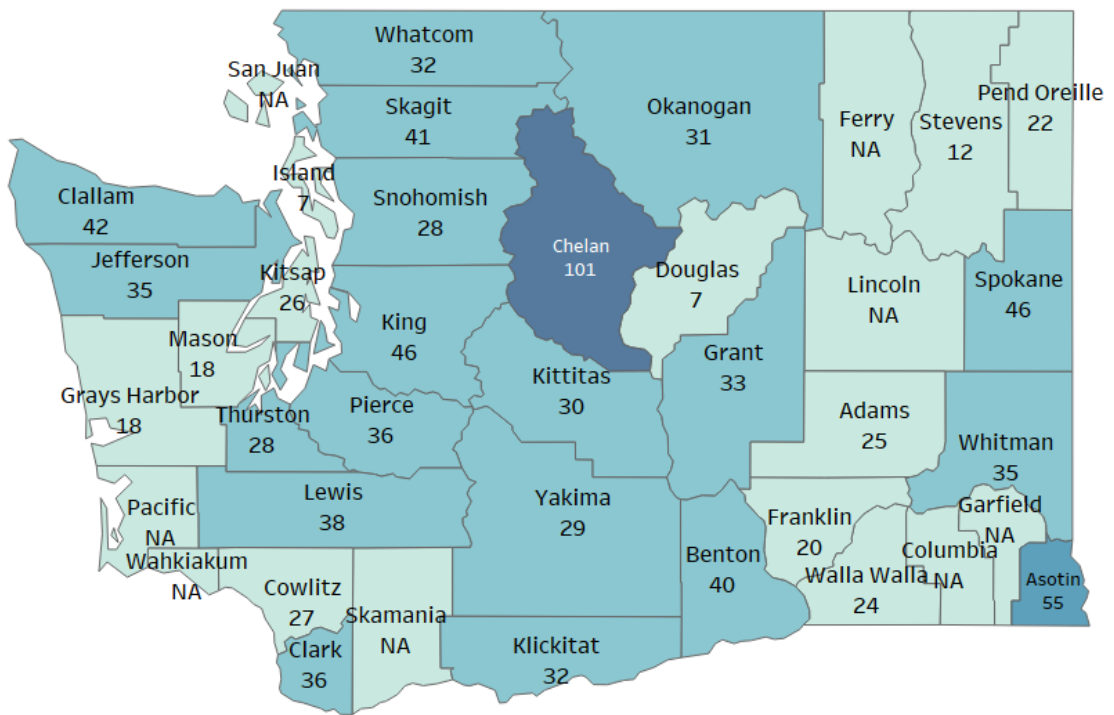 Whatcom
32
San Juan
NA
Skagit
41
Okanogan
31
Ferry
NA
Stevens
12
Pend Oreille
22
Island
7
Clallam
42
Snohomish
28
Chelan
101
Jefferson
35
Kitsap
26
Douglas
7
Lincoln
NA
Spokane
46
King
46
Mason
18
Grant
33
Kittitas
30
Grays Harbor
18
Thurston
28
Pierce
36
Adams
25
Whitman
35
Lewis
38
Yakima
29
Pacific
NA
Franklin
20
Garfield
NA
Benton
40
Columbia
NA
Wahkiakum
NA
Walla Walla
24
Asotin
55
Cowlitz
27
Skamania
NA
Clark
36
Klickitat
32